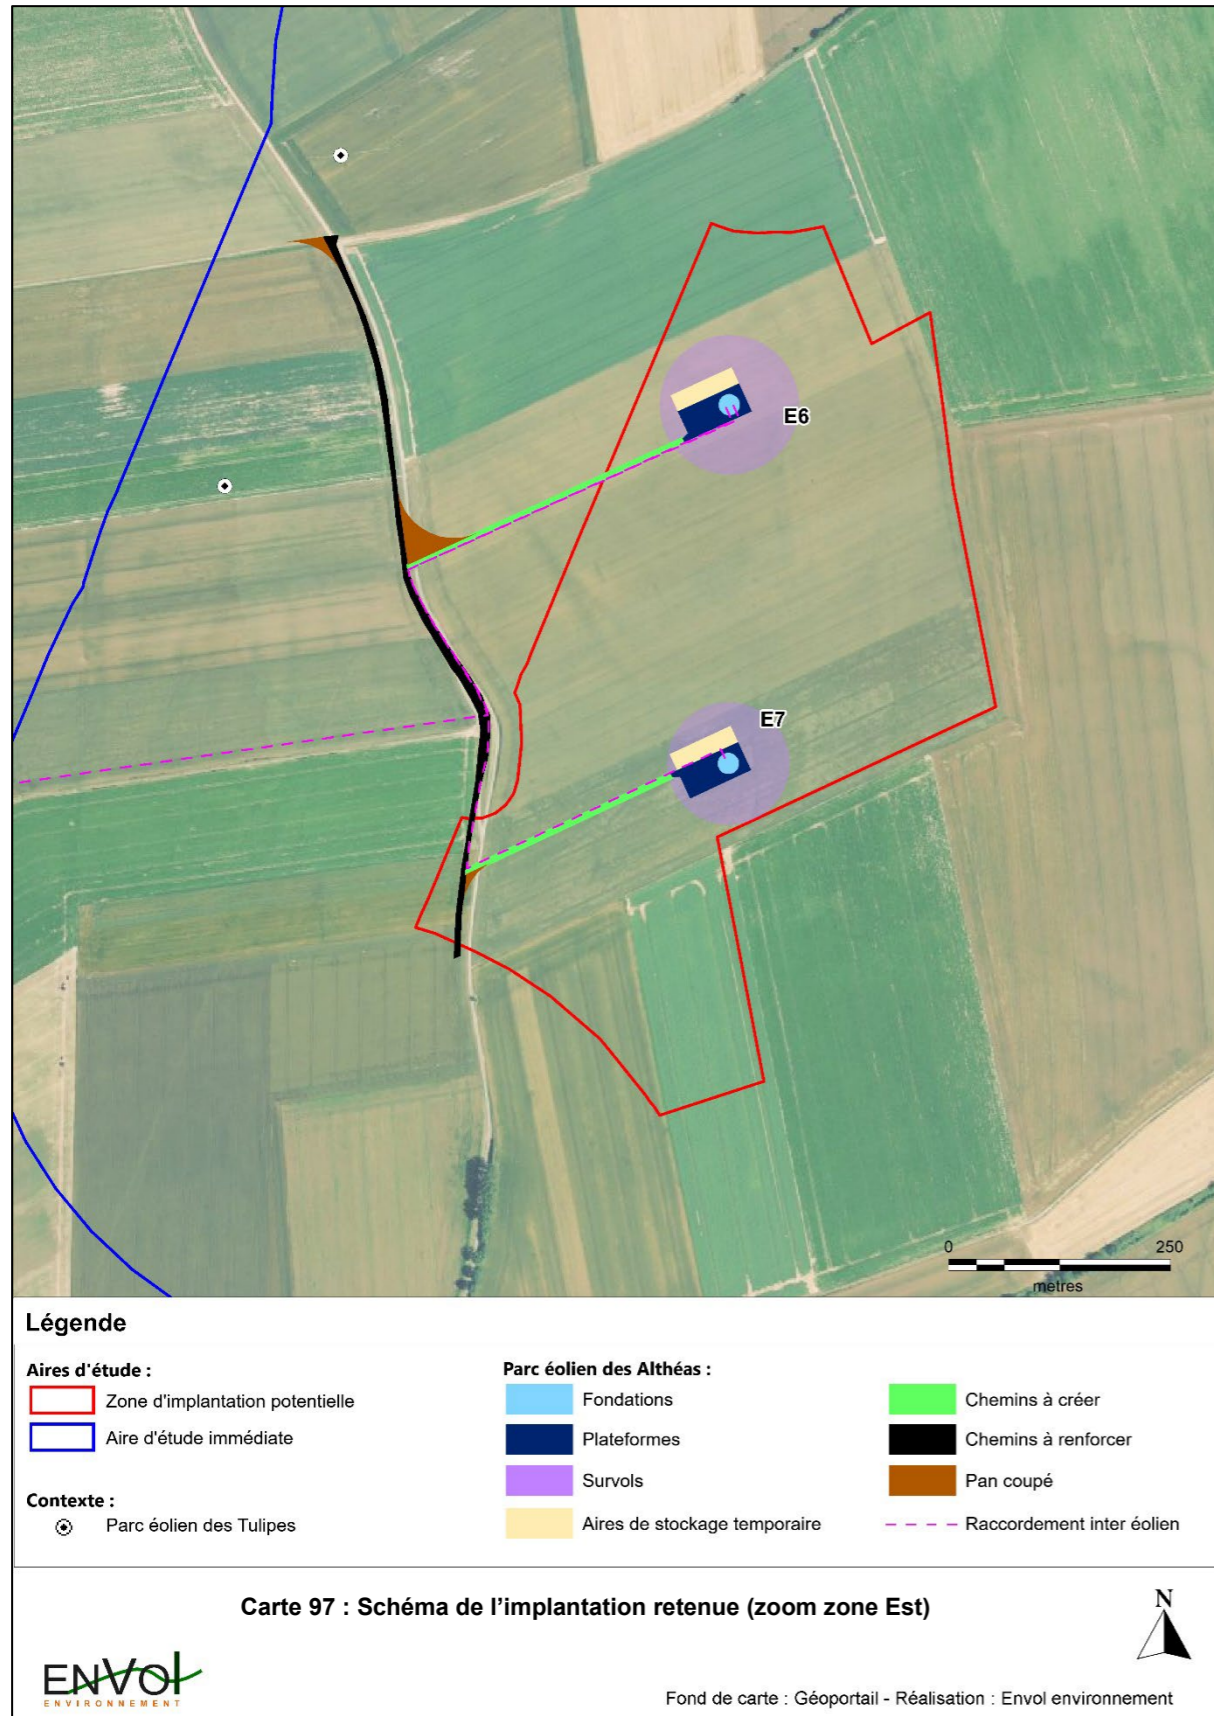 E6
E7
0 250
metres
Légende
Aires d'étude :
Zone d'implantation potentielle
Aire d'étude immédiate
Contexte :
Parc éolien des Tulipes
Parc éolien des Althéas :
Fondations
Plateformes
Survols
Aires de stockage temporaire
Chemins à créer
Chemins à renforcer
Pan coupé
Raccordement inter éolien
Carte 97 : Schéma de l'implantation retenue (zoom zone Est)
N
ENVOL
ENVIRONNEMENT
Fond de carte : Géoportail - Réalisation : Envol environnement